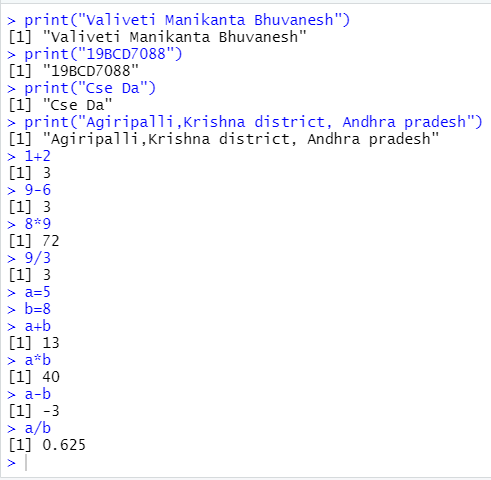 > print("Valiveti Manikanta Bhuvanesh")
[1] "Valiveti Manikanta Bhuvanesh"
> print("19BCD7088")
[1] "19BCD7088"
> print("Cse Da")
[1] "Cse Da"
> print("Agiripalli,Krishna district, Andhra pradesh")
[1] "Agiripalli,Krishna district, Andhra pradesh"
> 1+2
[1] 3
> 9-6
[1] 3
> 8*9
[1] 72
> 9/3
[1] 3
> a=5
> b=8
> a+b
[1] 13
> a*b
[1] 40
> a-b
[1] -3
> a/b
[1] 0.625
>